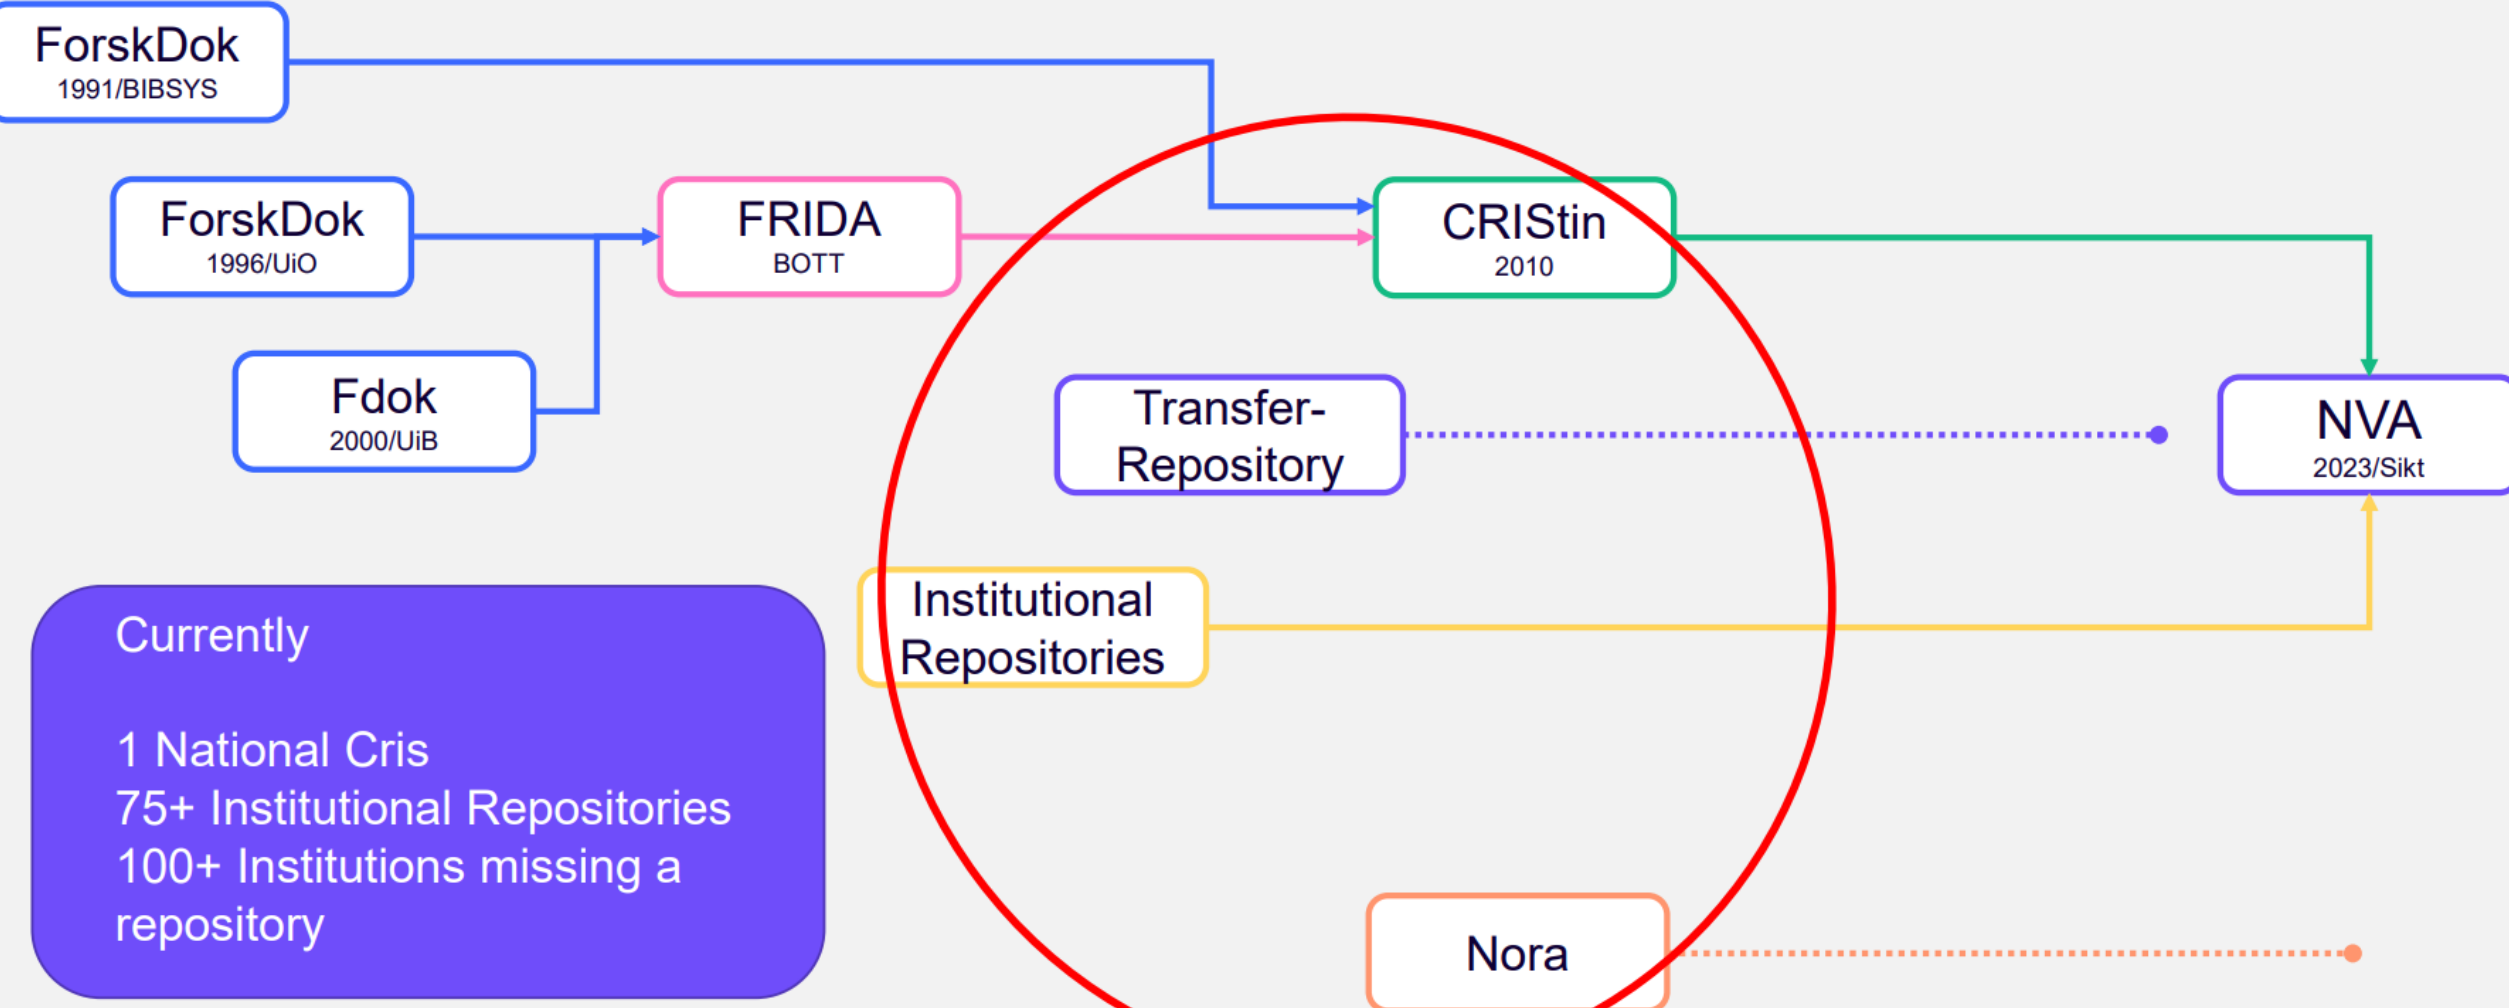 ForskDok
1991/BIBSYS
ForskDok
1996/UiO
FRIDA
BOTT
CRIStin
2010
Fdok
2000/UiB
Transfer-
Repository
NVA
2023/Sikt
Institutional
Repositories
Currently
1 National Cris
75+ Institutional Repositories
100+ Institutions missing a
repository
Nora